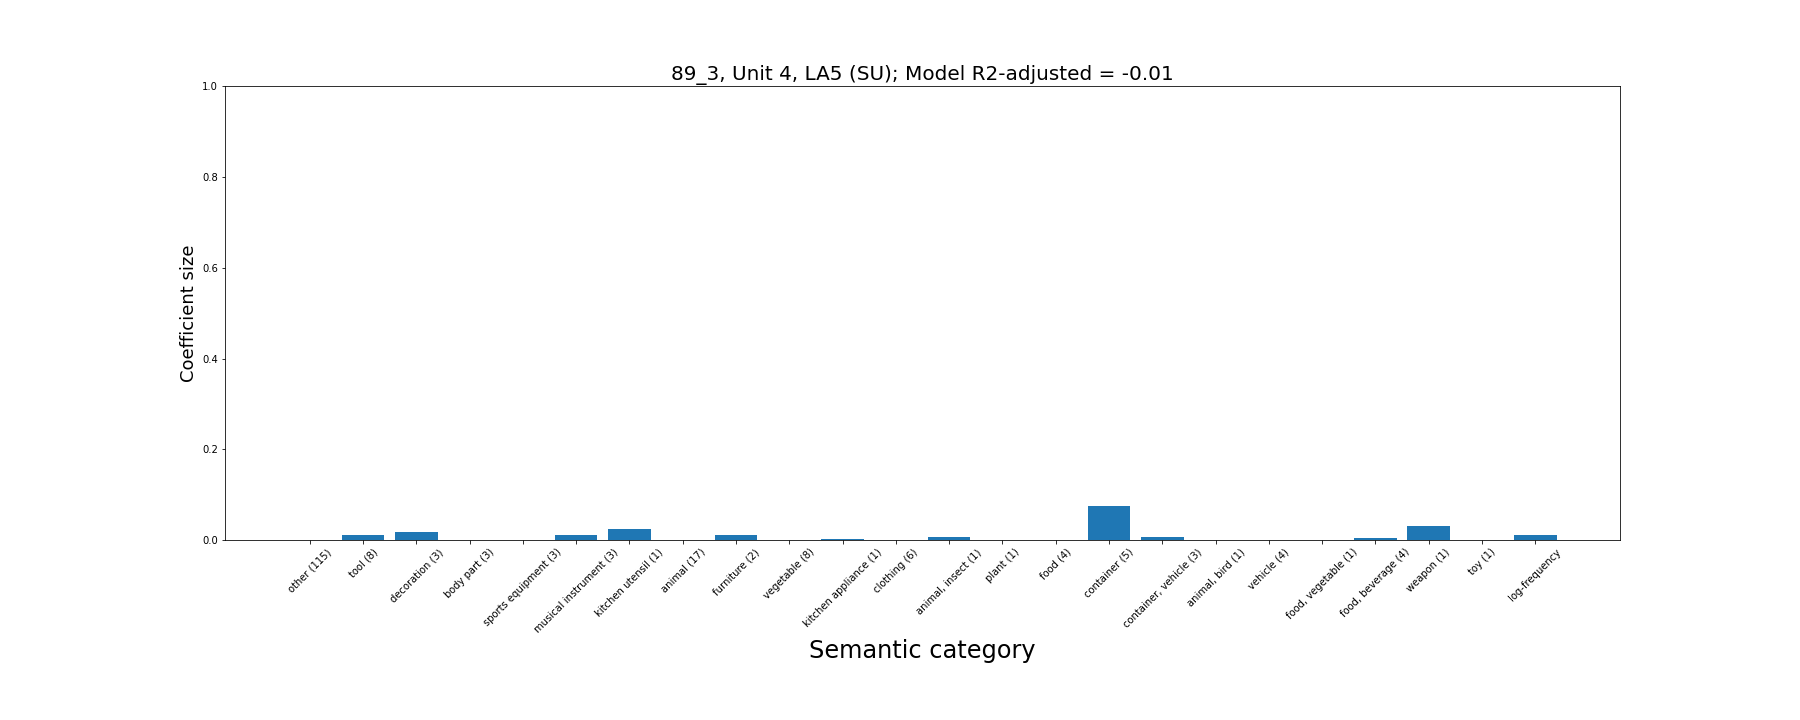 89_3, Unit 4, LA5 (SU); Model R2-adjusted = -0.01
1.0
0.8
0.6
0.4
0.2
0.0
Coefficient size
other (115)
tool (8)
decoration (3)
body part (3)
sports equipment (3)
musical instrument (3)
kitchen utensil (1)
animal (17)
furniture (2)
vegetable (8)
kitchen appliance (1)
clothing (6)
animal, insect (1)
plant (1)
food (4)
container (5)
container, vehicle (3)
animal, bird (1)
vehicle (4)
food, vegetable (1)
food, beverage (4)
weapon (1)
toy (1)
log-frequency
Semantic category